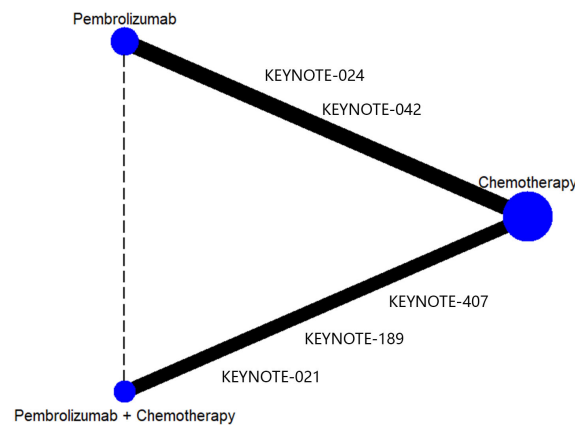 Pembrolizumab
KEYNOTE-024
KEYNOTE-042
Chemotherapy
KEYNOTE-407
KEYNOTE-189
KEYNOTE-021
Pembrolizumab + Chemotherapy